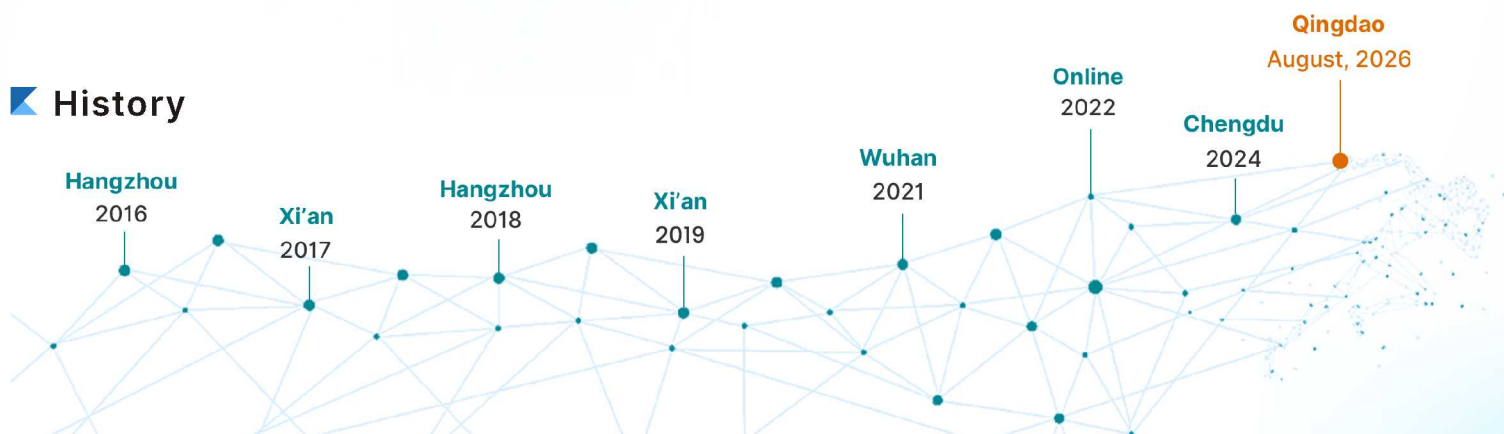 History
Hangzhou
2016
Xi’an
2017
Hangzhou
2018
Xi’an
2019
Wuhan
2021
Online
2022
Chengdu
2024
Qingdao
August, 2026